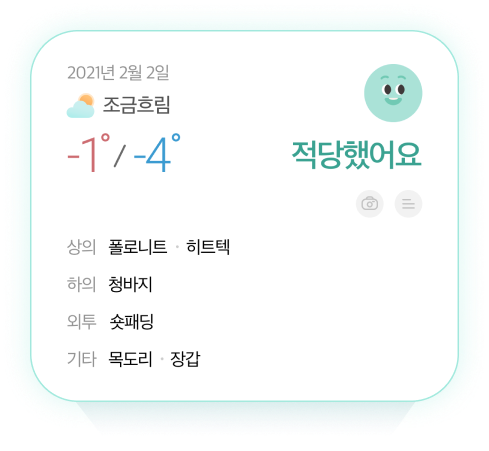 2021년 2월 2일
조금흐림
-1° / -4°
적당했어요
상의 폴로니트 · 히트텍
하의 청바지
외투 숏패딩
기타 목도리 · 장갑